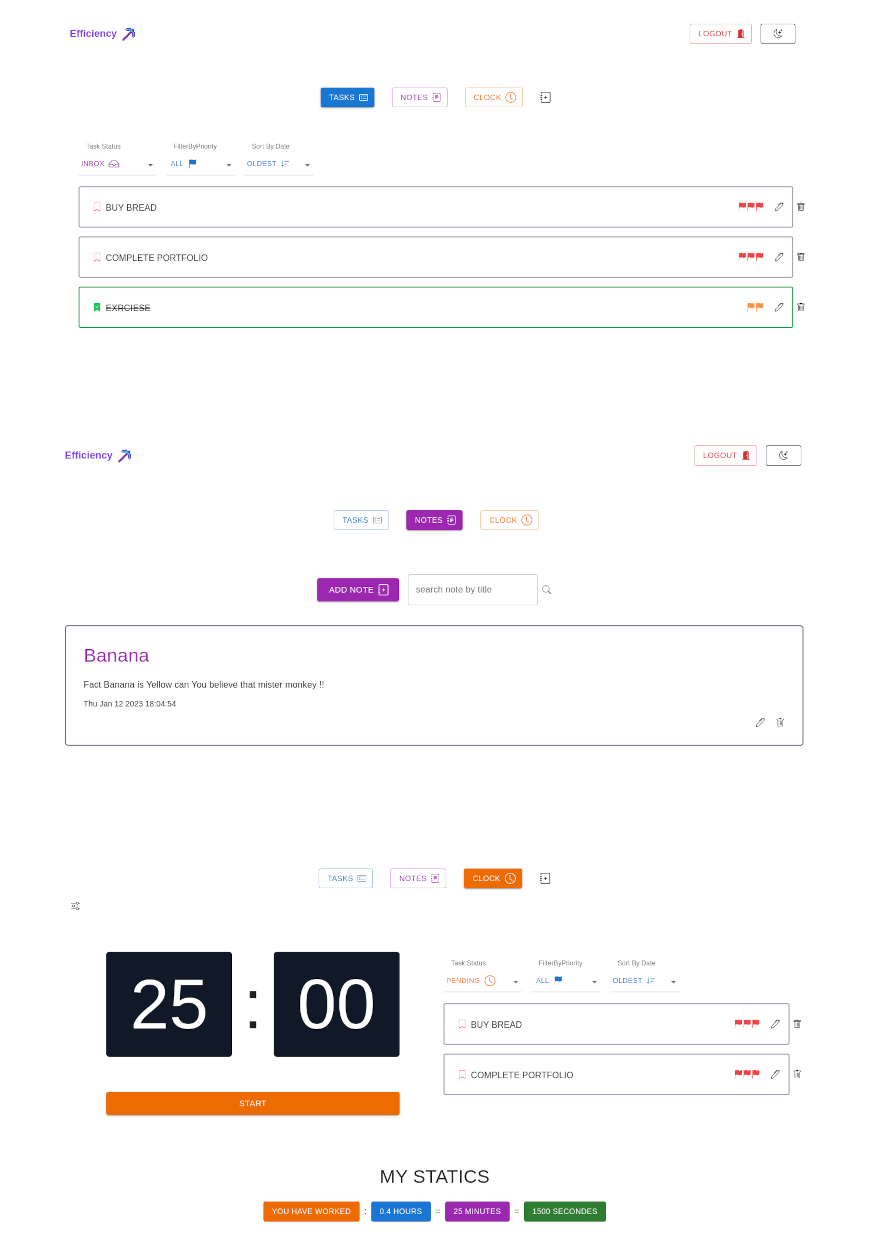 Efficiency
LOGOUT
TASKS NOTES CLOCK
Task Status FilterByPriority Sort By Date
INBOX ALL OLDEST
BUY BREAD
COMPLETE PORTFOLIO
EXRCIESE
Efficiency
LOGOUT
TASKS NOTES CLOCK
ADD NOTE search note by title
Banana
Fact Banana is Yellow can You believe that mister monkey !!
Thu Jan 12 2023 18:04:54
TASKS NOTES CLOCK
25 : 00
START
Task Status FilterByPriority Sort By Date
PENDING ALL OLDEST
BUY BREAD
COMPLETE PORTFOLIO
MY STATICS
YOU HAVE WORKED : 0.4 HOURS = 25 MINUTES = 1500 SECONDES